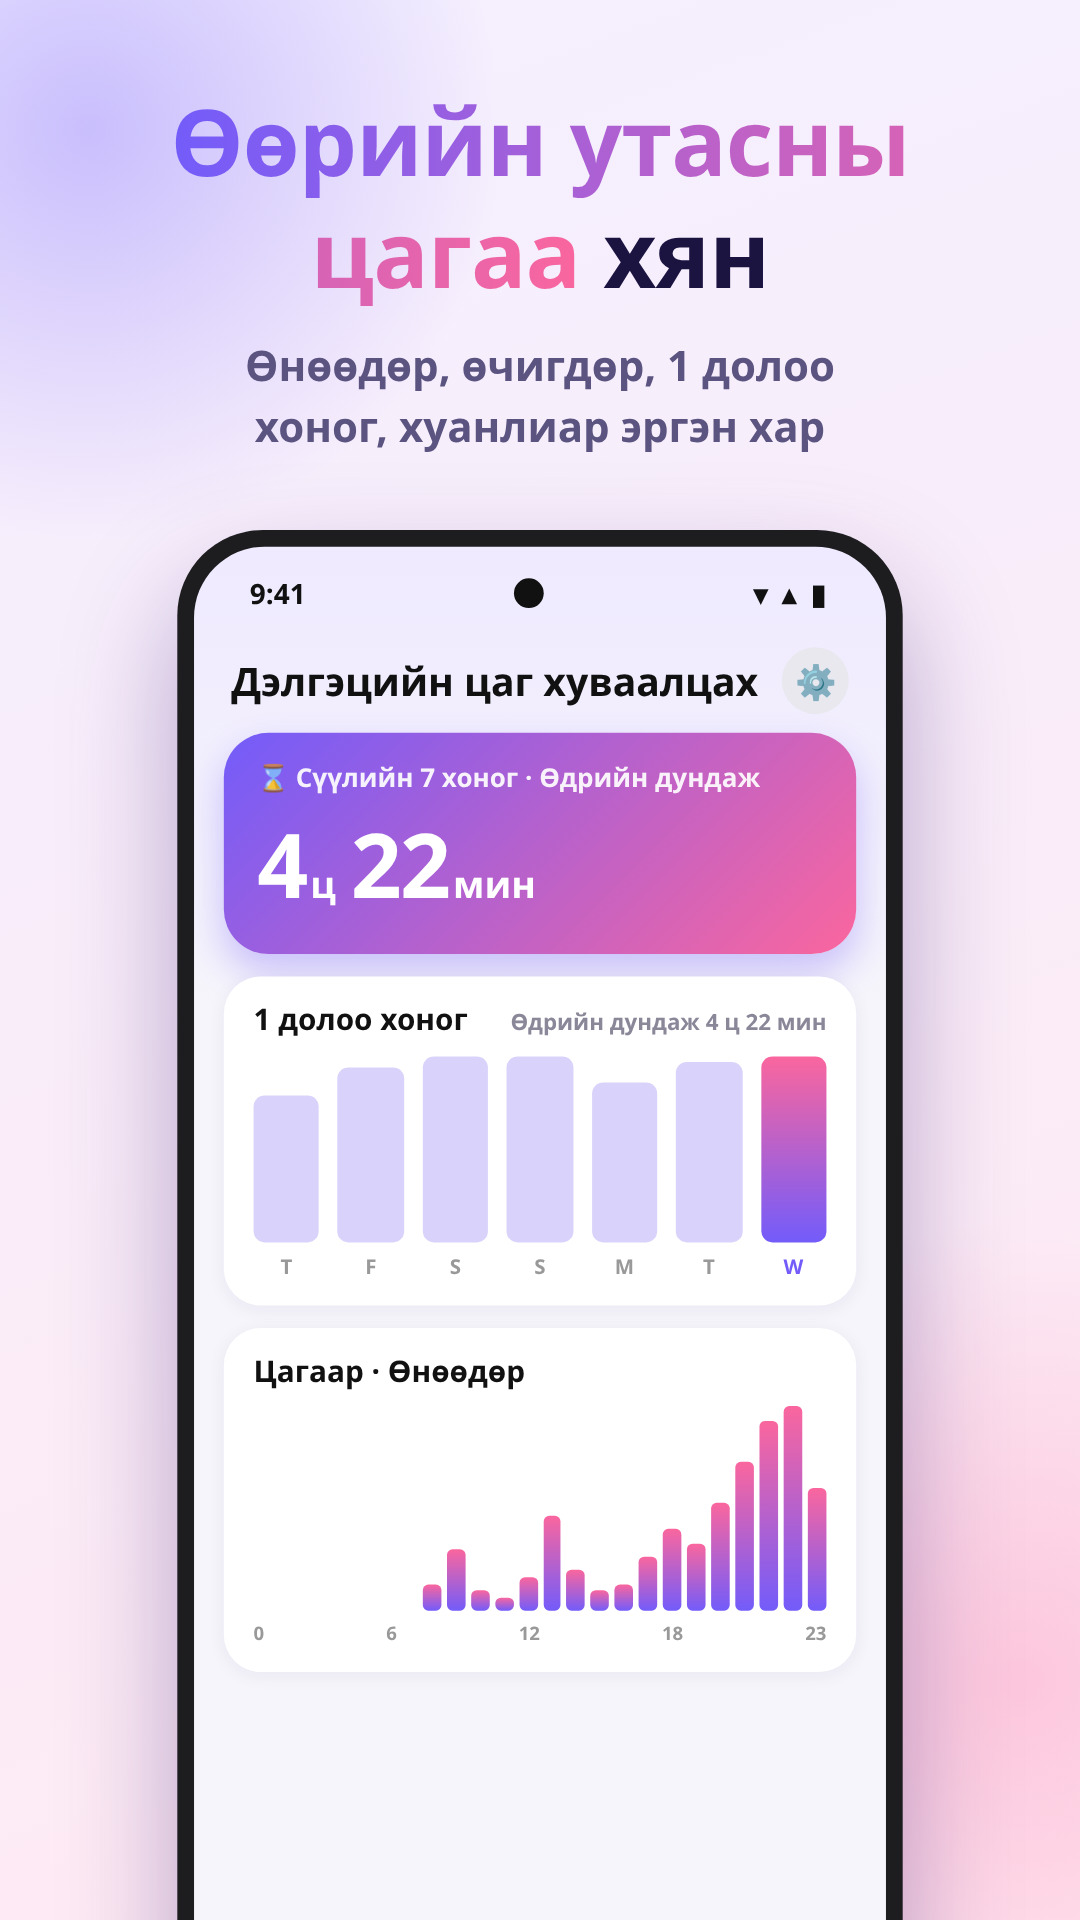 Өөрийн утасны
цагаа хян
Өнөөдөр, өчигдөр, 1 долоо
хоног, хуанлиар эргэн хар
9:41
Дэлгэцийн цаг хуваалцах
Сүүлийн 7 хоног · Өдрийн дундаж
4ц 22мин
1 долоо хоног Өдрийн дундаж 4 ц 22 мин
T F S S M T W
Цагаар · Өнөөдөр
0 6 12 18 23